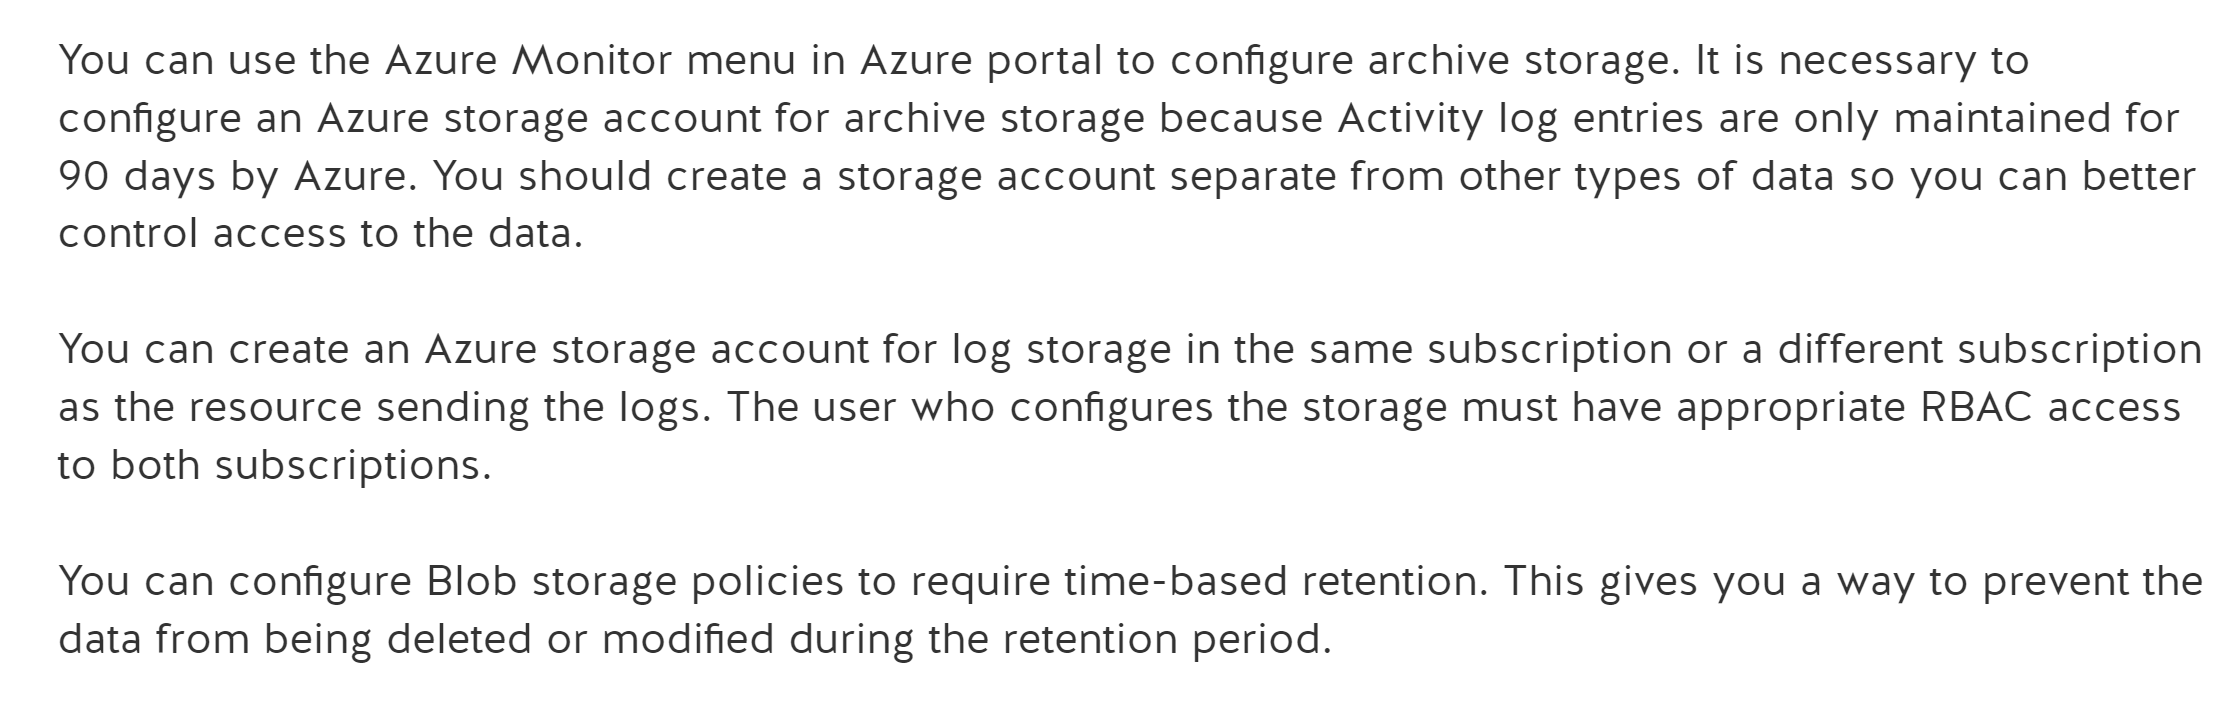 You can use the Azure Monitor menu in Azure portal to configure archive storage. It is necessary to
configure an Azure storage account for archive storage because Activity log entries are only maintained for
90 days by Azure. You should create a storage account separate from other types of data so you can better
control access to the data.
You can create an Azure storage account for log storage in the same subscription or a different subscription
as the resource sending the logs. The user who configures the storage must have appropriate RBAC access
to both subscriptions.
You can configure Blob storage policies to require time-based retention. This gives you a way to prevent the
data from being deleted or modified during the retention period.